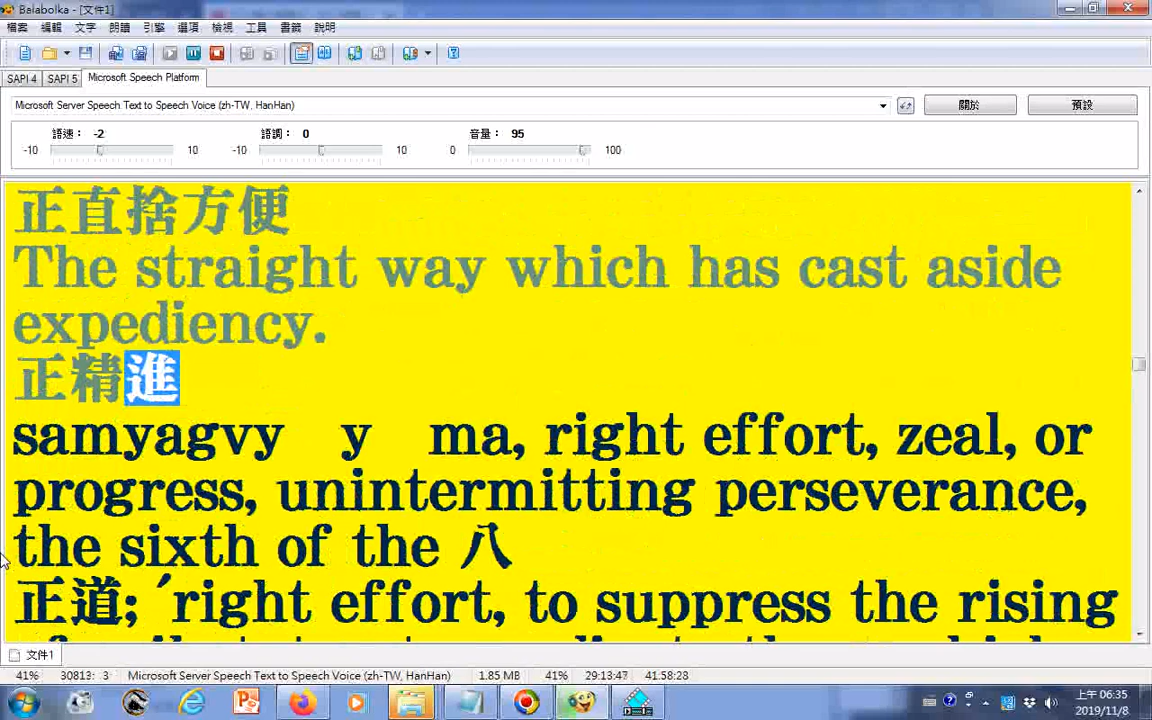 Balabolka - [文件1]
檔案 編輯 文字 朗讀 引擎 選項 檢視 工具 書籤 說明
SAPI 4 SAPI 5 Microsoft Speech Platform
Microsoft Server Speech Text to Speech Voice (zh-TW, HanHan) 關於 預設
語速： -2 語調： 0 音量： 95
-10 10 -10 10 0 100
正直捨方便
The straight way which has cast aside
expediency.
正精進
samyagvy y ma, right effort, zeal, or
progress, unintermitting perseverance,
the sixth of the 八
正道; ´right effort, to suppress the rising
文件1
41% 30813: 3 Microsoft Server Speech Text to Speech Voice (zh-TW, HanHan) 1.85 MB 41% 29:13:47 41:58:28
上午 06:35
2019/11/8